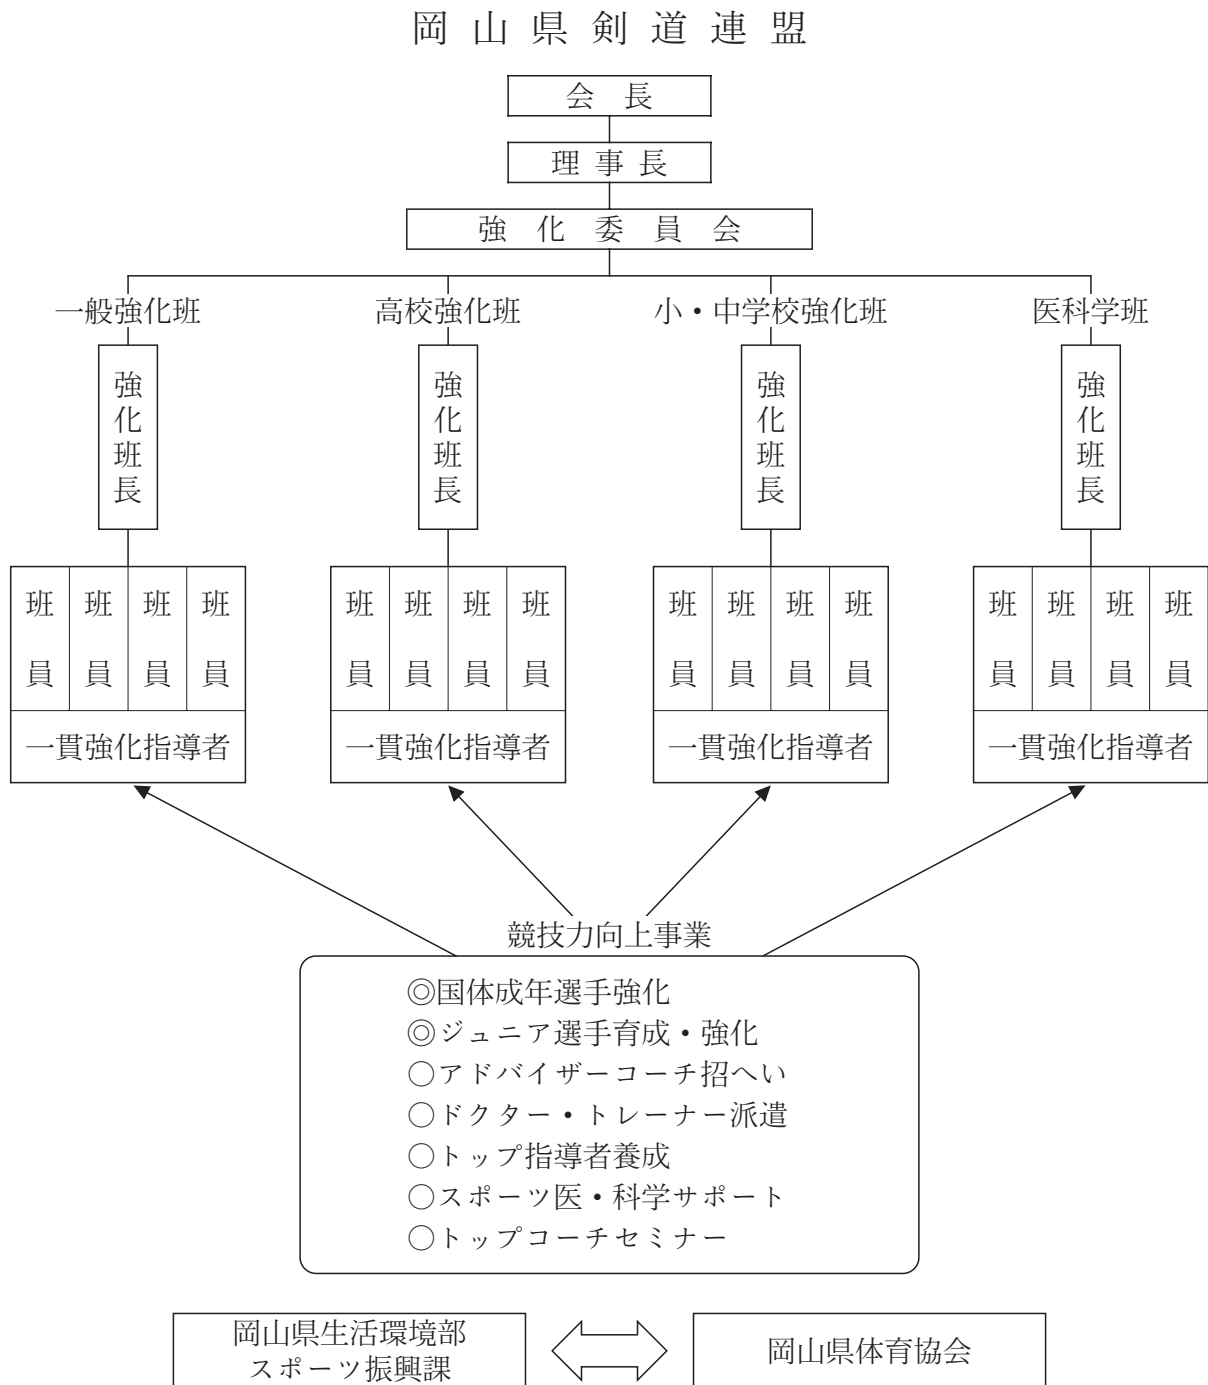 岡山県剣道連盟
会長
理事長
強化委員会
一般強化班
高校強化班
小・中学校強化班
医科学班
強化班長
強化班長
強化班長
強化班長
班員
班員
班員
班員
一貫強化指導者
班員
班員
班員
班員
一貫強化指導者
班員
班員
班員
班員
一貫強化指導者
班員
班員
班員
班員
一貫強化指導者
競技力向上事業
◎国体成年選手強化
◎ジュニア選手育成・強化
○アドバイザーコーチ招へい
○ドクター・トレーナー派遣
○トップ指導者養成
○スポーツ医・科学サポート
○トップコーチセミナー
岡山県生活環境部
スポーツ振興課
岡山県体育協会